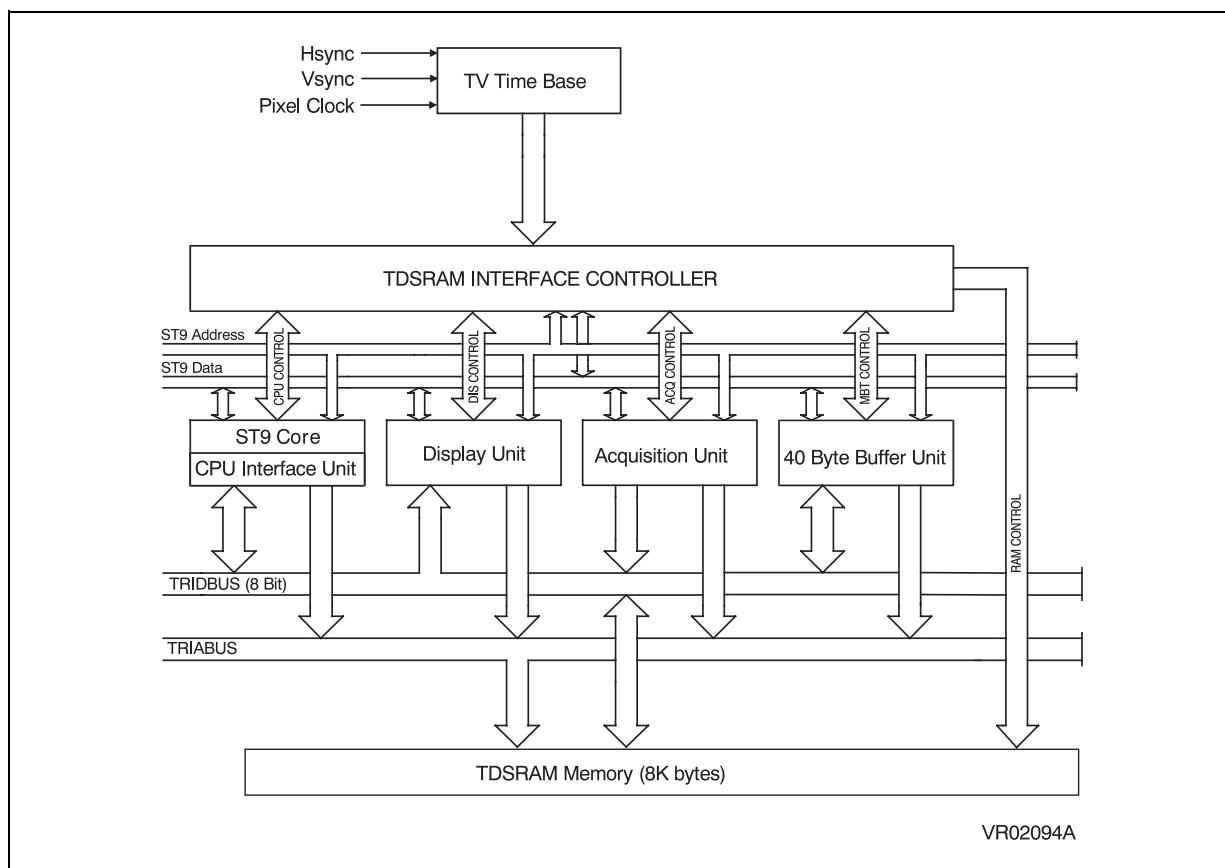 Hsync
Vsync
Pixel Clock
TV Time Base
TDSRAM INTERFACE CONTROLLER
ST9 Address
ST9 Data
CPU CONTROL
DIS CONTROL
ACQ CONTROL
MBT CONTROL
ST9 Core
CPU Interface Unit
Display Unit
Acquisition Unit
40 Byte Buffer Unit
RAM CONTROL
TRIDBUS (8 Bit)
TRIABUS
TDSRAM Memory (8K bytes)
VR02094A